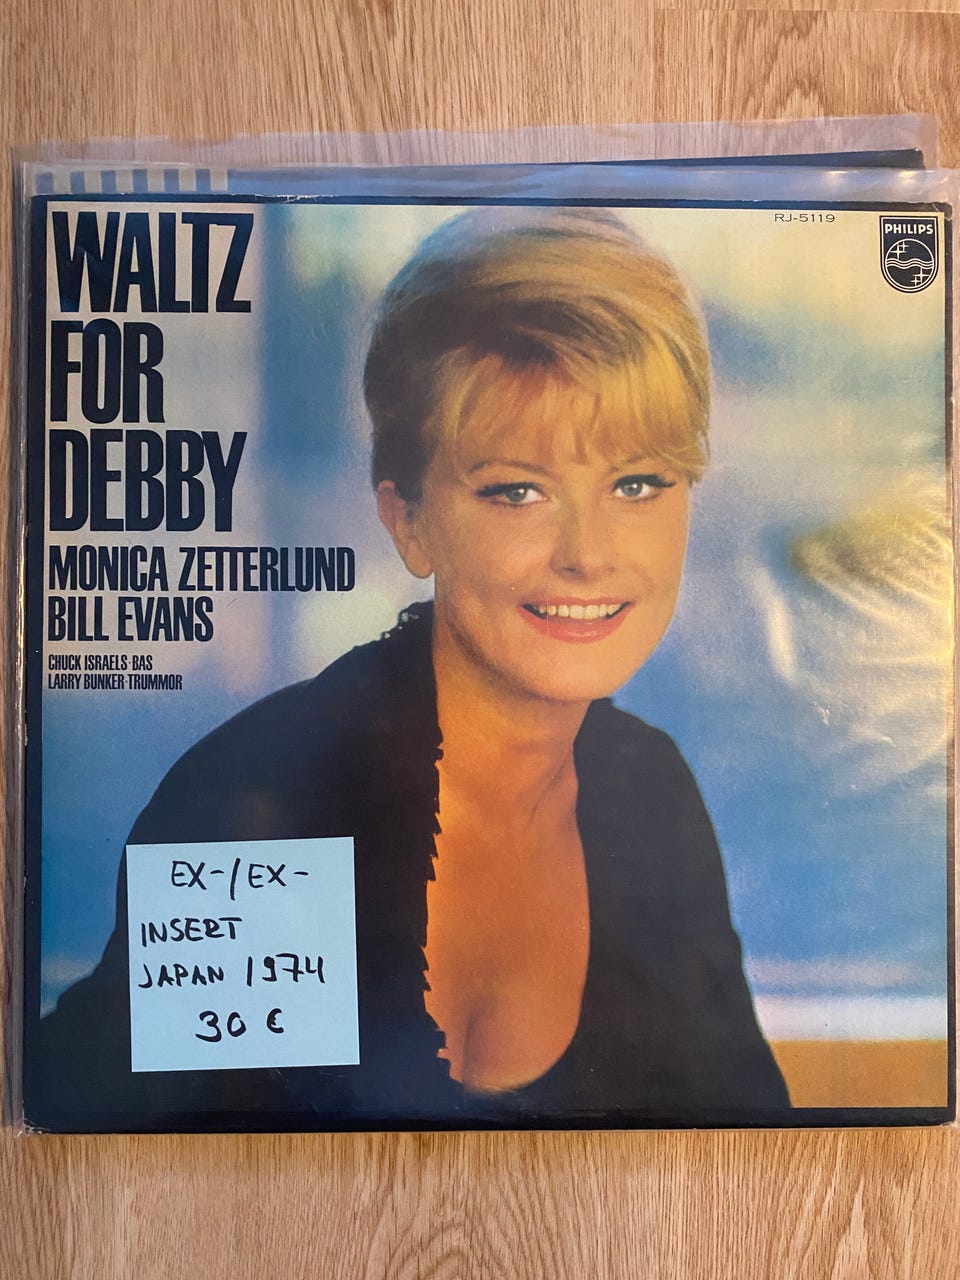 WALTZ
FOR
DEBBY
MONICA ZETTERLUND
BILL EVANS
CHUCK ISRAELS·BAS
LARRY BUNKER·TRUMMOR
RJ-5119
PHILIPS
EX-/EX-
INSERT
JAPAN 1974
30 €